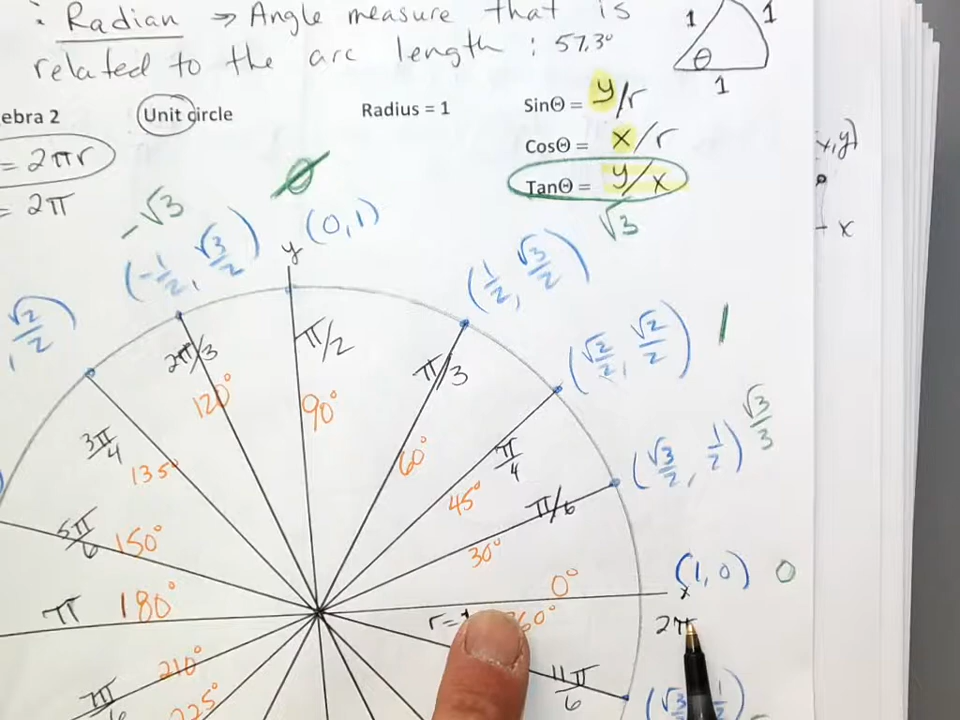 : Radian ⇒ Angle measure that is
related to the arc length : 57.3°
1 1
θ
1
ebra 2 Unit circle Radius = 1 SinΘ = y/r
= 2πr CosΘ = x/r
= 2π TanΘ = y/x
x,y)
x
-√3 ∅ √3
(-1/2, √3/2) y (0,1) (1/2, √3/2)
, √2/2) (√2/2, √2/2) 1
2π/3 π/2 π/3
120° 90° 60°
(√3/2, 1/2) √3/3
3π/4 π/4
135° 45°
5π/6 150° π/6
30°
(1,0) 0
π 180° 0° x
r=1 60° 2π
210° 11π/6
225°